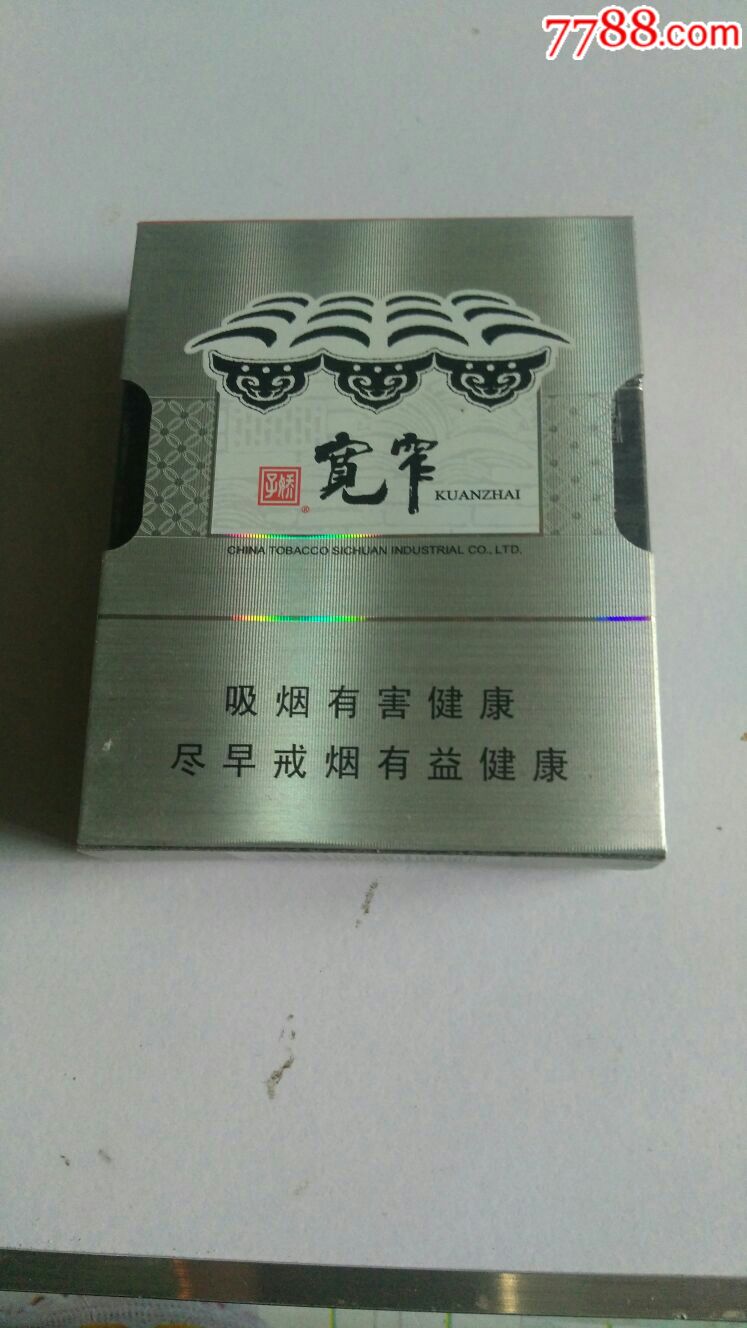 7788.com
寛窄 KUANZHAI
子娇
®
CHINA TOBACCO SICHUAN INDUSTRIAL CO., LTD.
吸烟有害健康
尽早戒烟有益健康